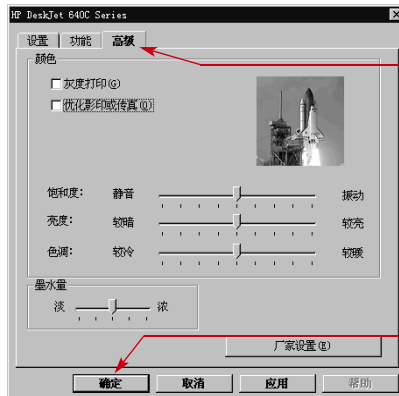 HP DeskJet 640C Series
设置 功能 高级
颜色
灰度打印(G)
优化影印或传真(O)
饱和度: 静音 振动
亮度: 较暗 较亮
色调: 较冷 较暖
墨水量
淡 浓
厂家设置(E)
确定 取消 应用 帮助